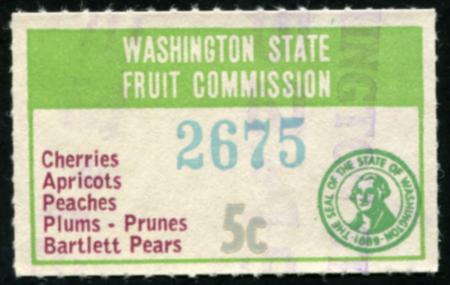 WASHINGTON STATE
FRUIT COMMISSION
2675
Cherries
Apricots
Peaches
Plums - Prunes
Bartlett Pears
5c
THE SEAL OF THE STATE OF WASHINGTON
1889